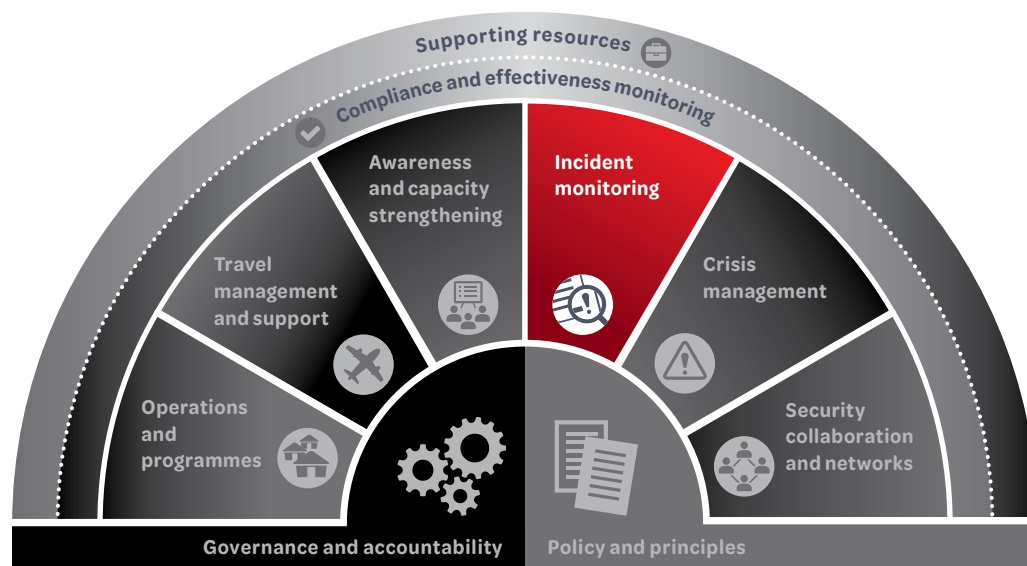 Supporting resources
Compliance and effectiveness monitoring
Awareness
and capacity
strengthening
Incident
monitoring
Travel
management
and support
Crisis
management
Operations
and
programmes
Security
collaboration
and networks
Governance and accountability
Policy and principles